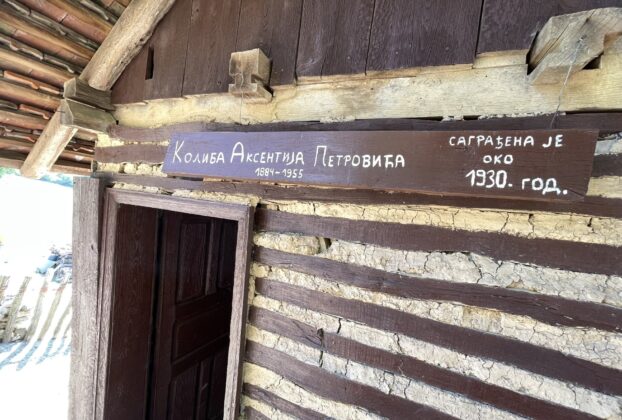 Колиба Аксентија Петровића
1884-1955
САГРАЂЕНА ЈЕ
ОКО
1930. ГОД.